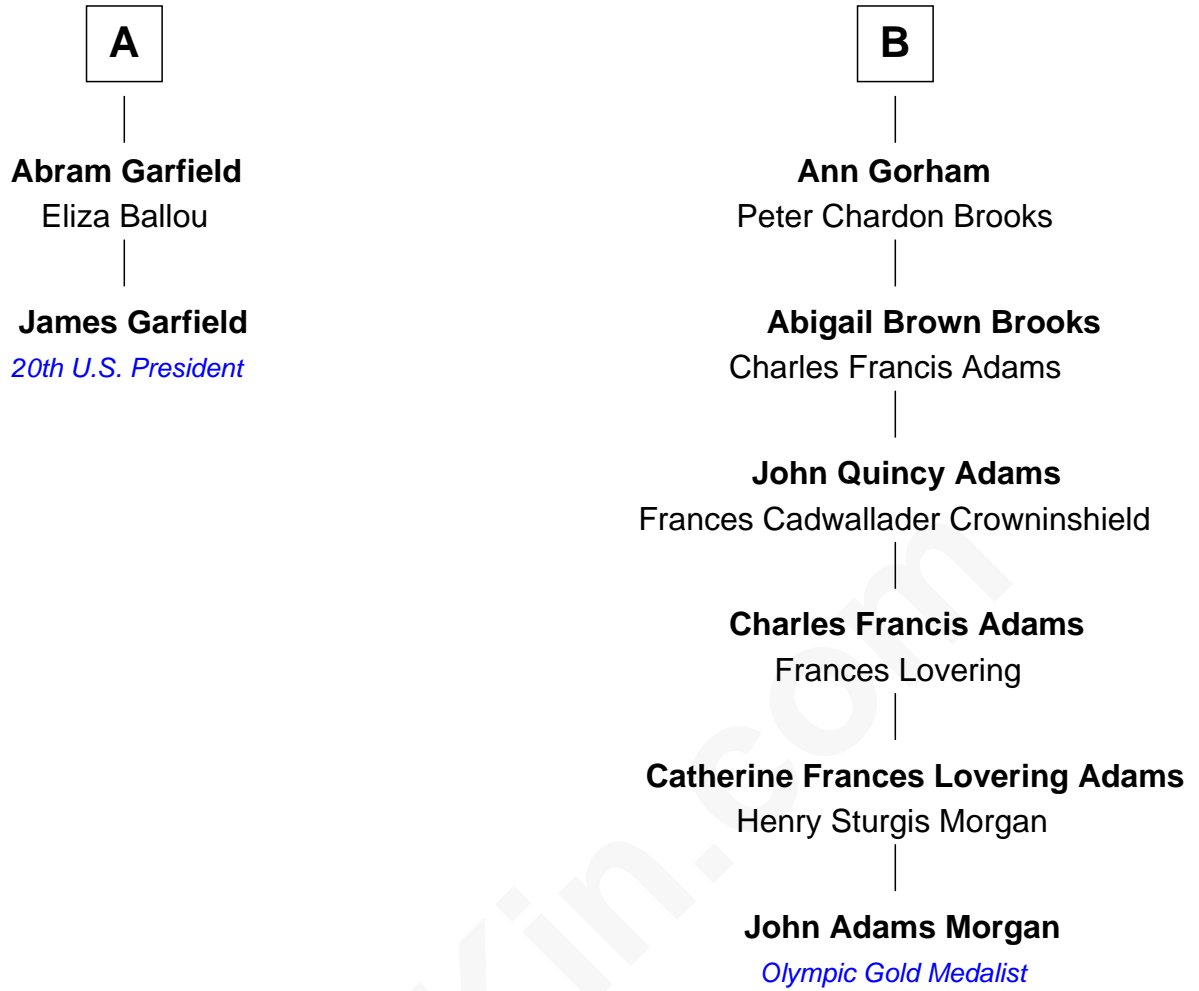 A
Abram Garfield
Eliza Ballou
James Garfield
20th U.S. President
B
Ann Gorham
Peter Chardon Brooks
Abigail Brown Brooks
Charles Francis Adams
John Quincy Adams
Frances Cadwallader Crowninshield
Charles Francis Adams
Frances Lovering
Catherine Frances Lovering Adams
Henry Sturgis Morgan
John Adams Morgan
Olympic Gold Medalist
Kin.com